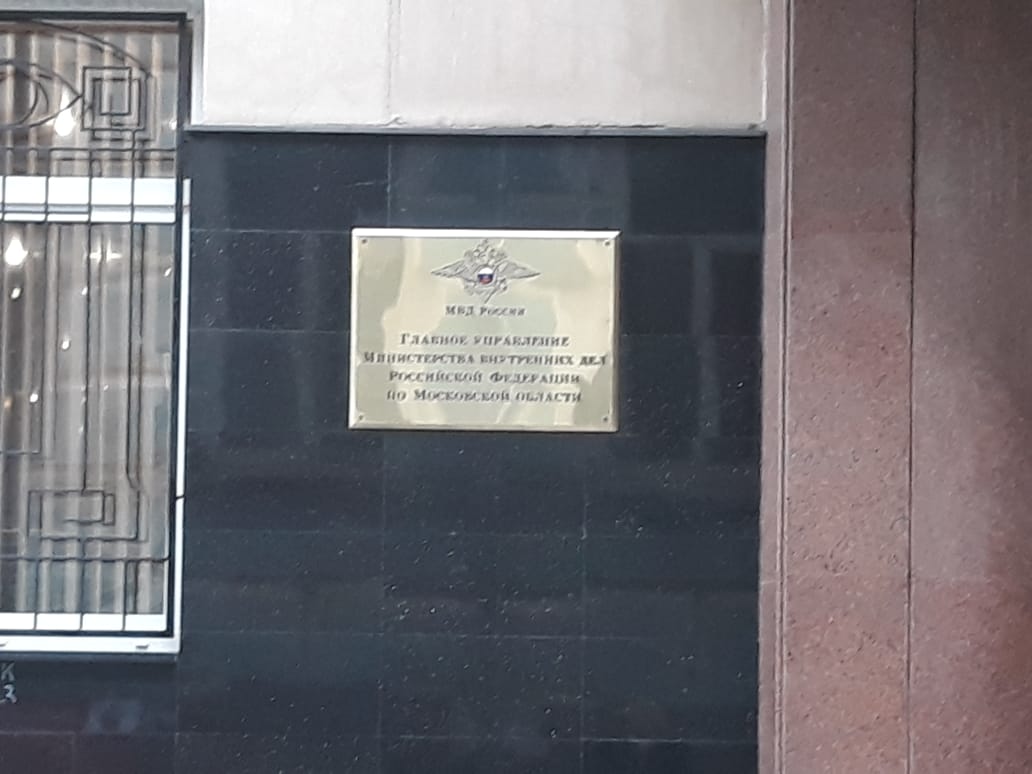 МВД России
Главное управление
Министерства внутренних дел
Российской Федерации
по Московской области